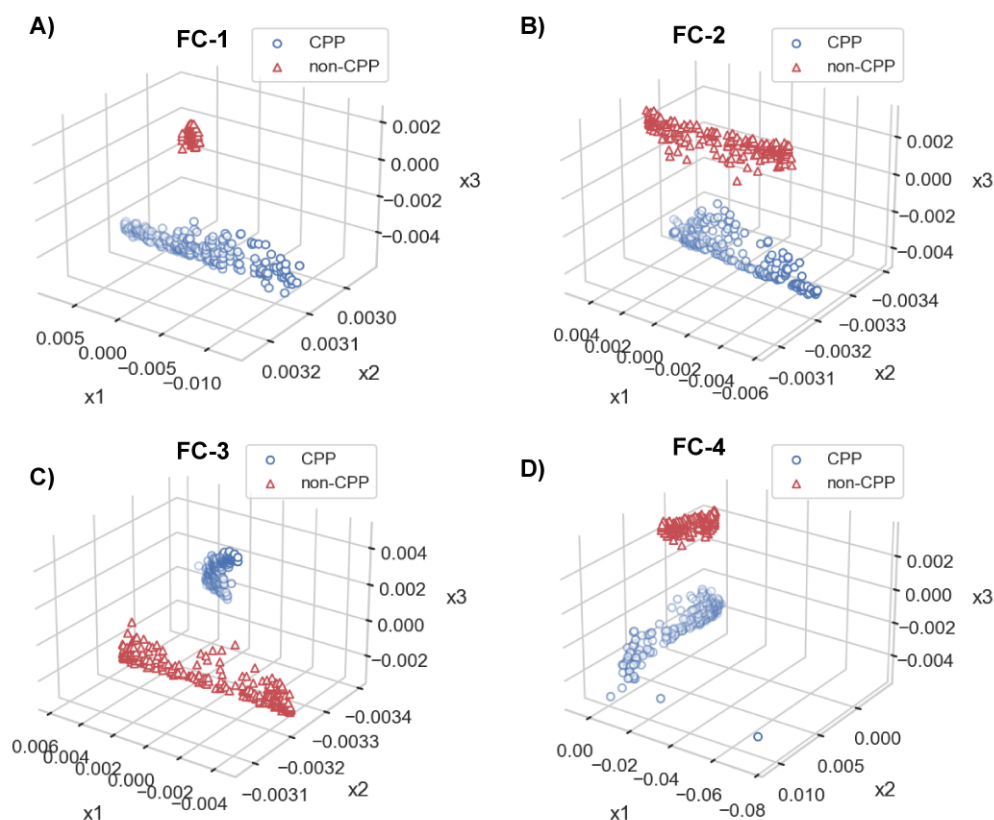 A)
FC-1
CPP
non-CPP
0.002
0.000
−0.002
−0.004
x3
0.005
0.000
−0.005
−0.010
x1
0.0030
0.0031
0.0032
x2
B)
FC-2
CPP
non-CPP
0.002
0.000
−0.002
−0.004
x3
0.004
0.002
0.000
−0.002
−0.004
−0.006
x1
−0.0034
−0.0033
−0.0032
−0.0031
x2
C)
FC-3
CPP
non-CPP
0.004
0.002
0.000
−0.002
x3
0.006
0.004
0.002
0.000
−0.002
−0.004
x1
−0.0034
−0.0033
−0.0032
−0.0031
x2
D)
FC-4
CPP
non-CPP
0.002
0.000
−0.002
−0.004
x3
0.00
−0.02
−0.04
−0.06
−0.08
x1
0.000
0.005
0.010
x2